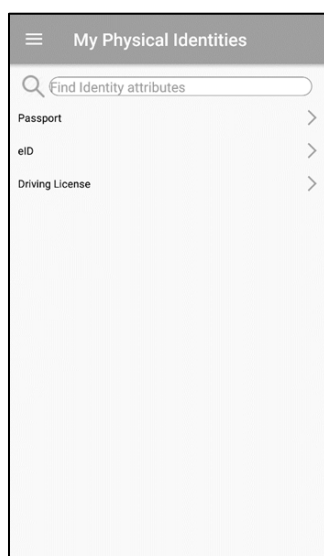 My Physical Identities
Find Identity attributes
Passport
eID
Driving License